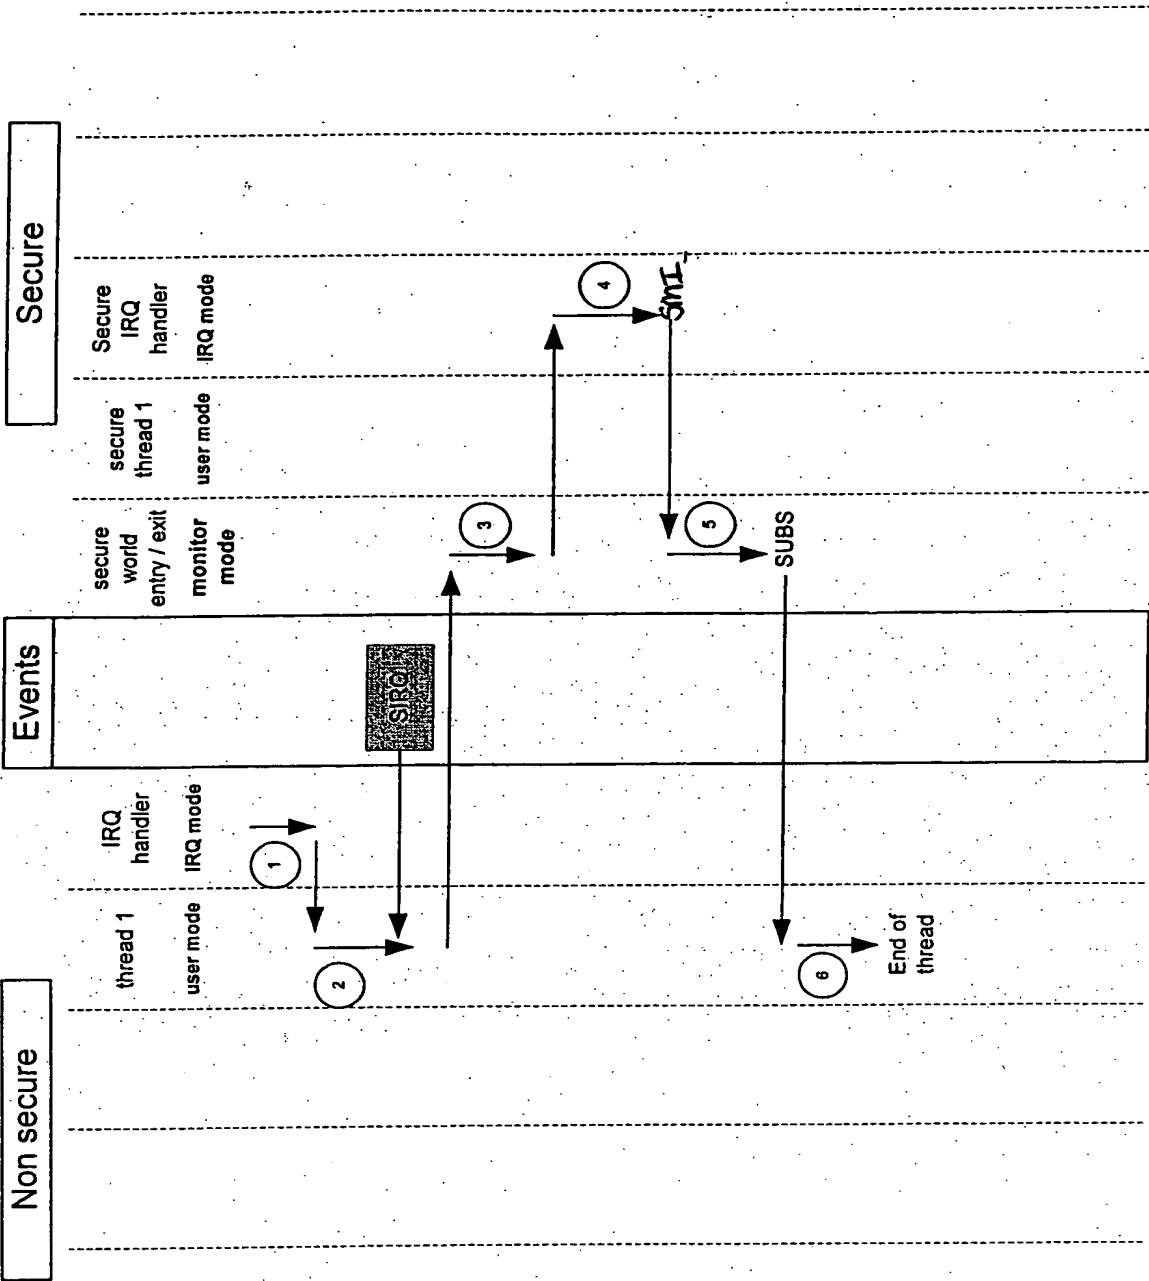 Non secure
Events
Secure
thread 1
user mode
IRQ
handler
IRQ mode
secure
world
entry / exit
monitor
mode
secure
thread 1
user mode
Secure
IRQ
handler
IRQ mode
1
2
SIRQ
3
4
SMI
5
SUBS
6
End of
thread